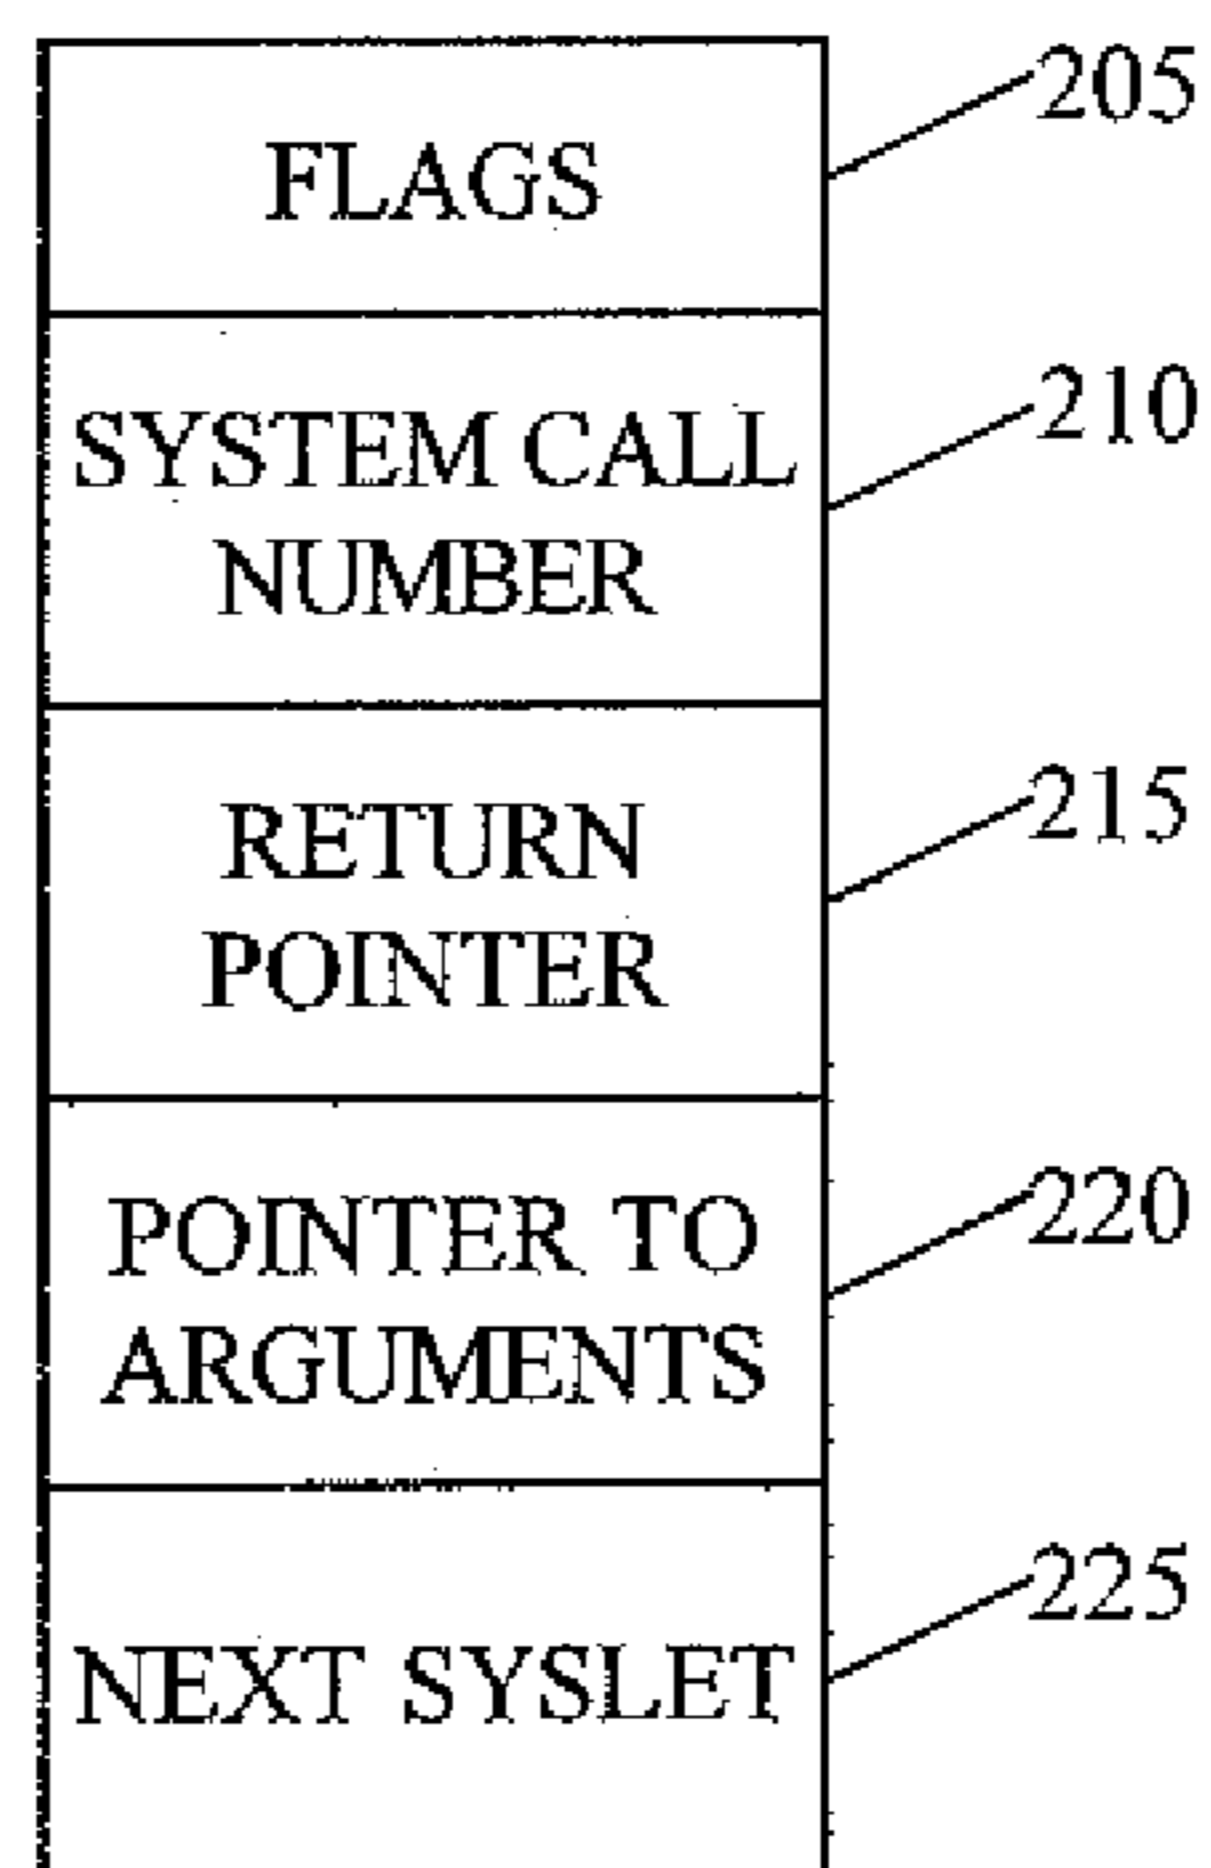 FLAGS
205
SYSTEM CALL
NUMBER
210
RETURN
POINTER
215
POINTER TO
ARGUMENTS
220
NEXT SYSLET
225